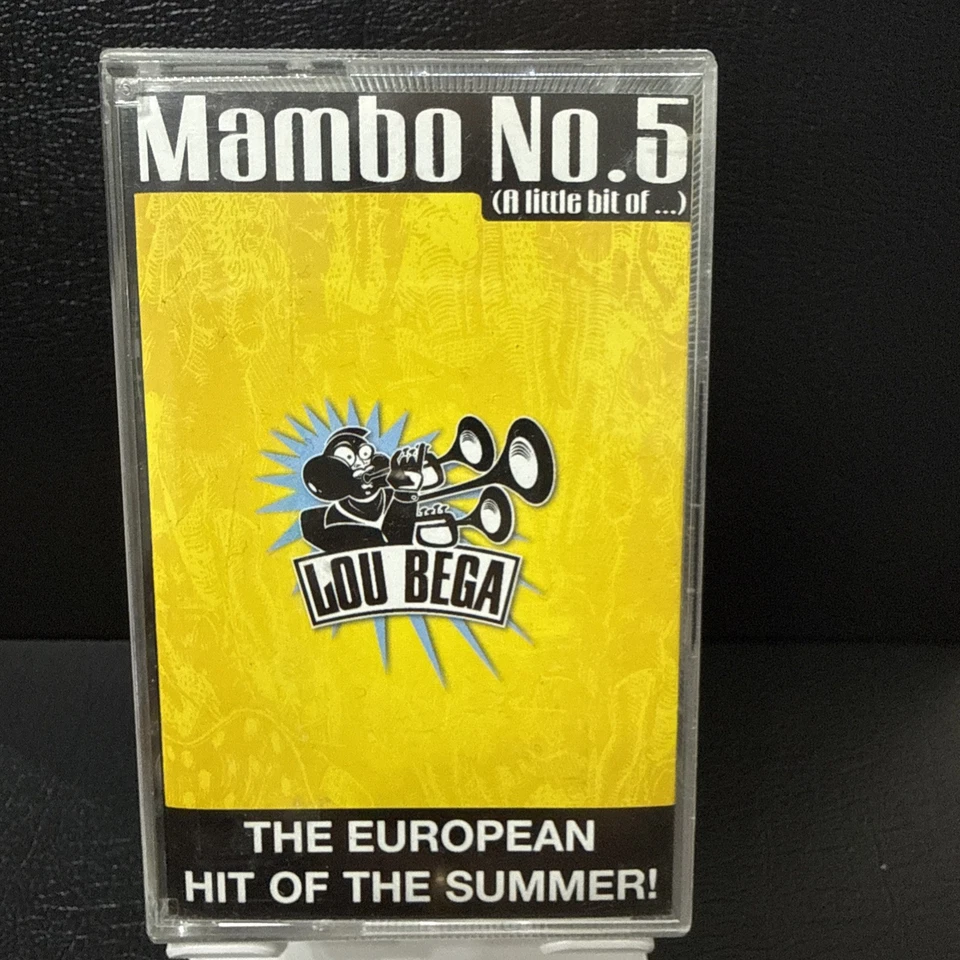 Mambo No.5
(A little bit of ...)
LOU BEGA
THE EUROPEAN
HIT OF THE SUMMER!